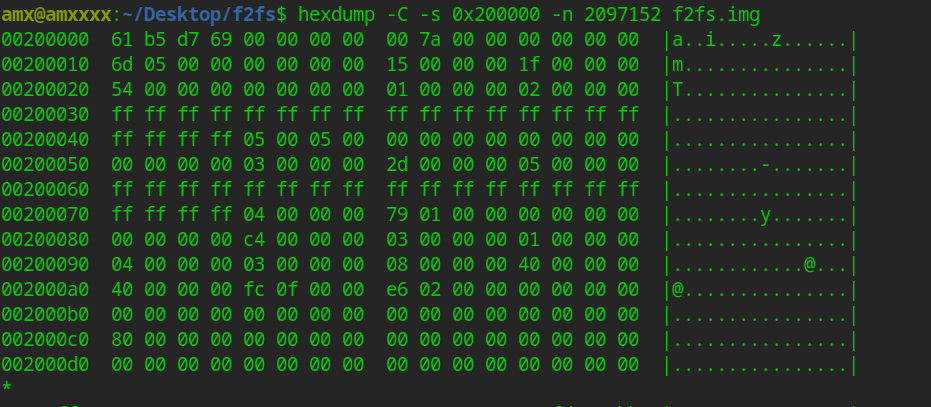 amx@amxxxx:~/Desktop/f2fs$ hexdump -C -s 0x200000 -n 2097152 f2fs.img
00200000  61 b5 d7 69 00 00 00 00  00 7a 00 00 00 00 00 00  |a..i.....z......|
00200010  6d 05 00 00 00 00 00 00  15 00 00 00 1f 00 00 00  |m...............|
00200020  54 00 00 00 00 00 00 00  01 00 00 00 02 00 00 00  |T...............|
00200030  ff ff ff ff ff ff ff ff  ff ff ff ff ff ff ff ff  |................|
00200040  ff ff ff ff 05 00 05 00  00 00 00 00 00 00 00 00  |................|
00200050  00 00 00 00 03 00 00 00  2d 00 00 00 05 00 00 00  |........-.......|
00200060  ff ff ff ff ff ff ff ff  ff ff ff ff ff ff ff ff  |................|
00200070  ff ff ff ff 04 00 00 00  79 01 00 00 00 00 00 00  |........y.......|
00200080  00 00 00 00 c4 00 00 00  03 00 00 00 01 00 00 00  |................|
00200090  04 00 00 00 03 00 00 00  08 00 00 00 40 00 00 00  |............@...|
002000a0  40 00 00 00 fc 0f 00 00  e6 02 00 00 00 00 00 00  |@...............|
002000b0  00 00 00 00 00 00 00 00  00 00 00 00 00 00 00 00  |................|
002000c0  80 00 00 00 00 00 00 00  00 00 00 00 00 00 00 00  |................|
002000d0  00 00 00 00 00 00 00 00  00 00 00 00 00 00 00 00  |................|
*